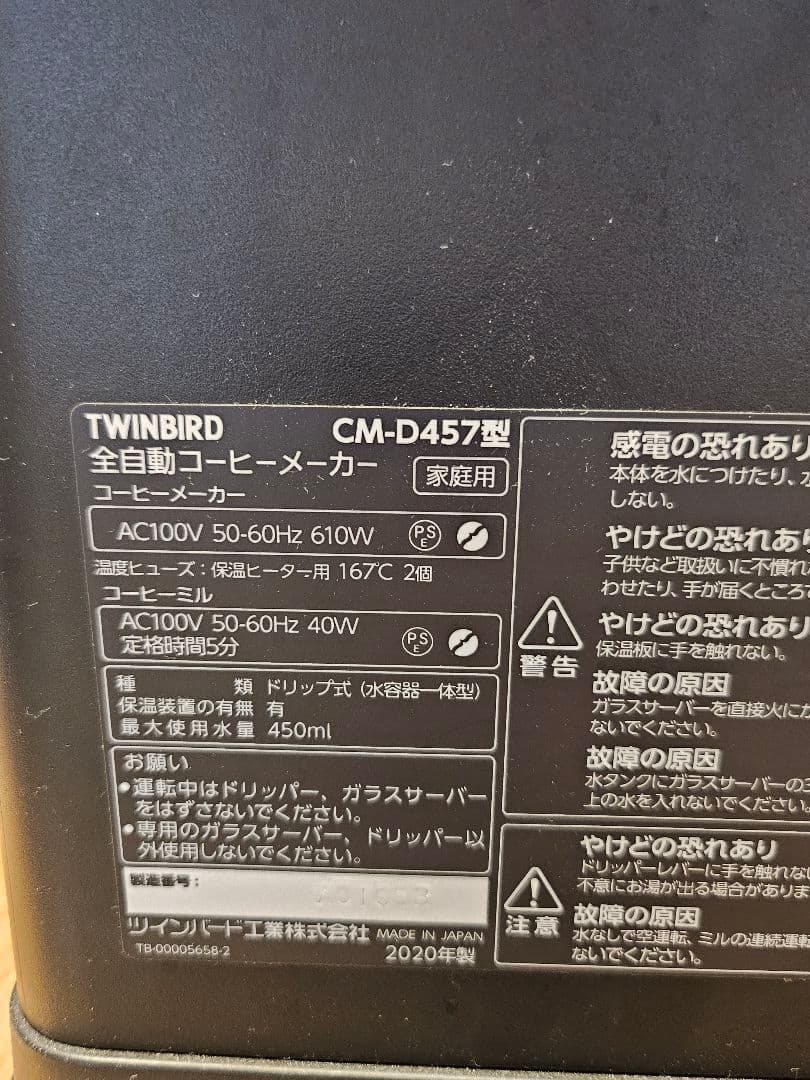 TWINBIRD CM-D457型
全自動コーヒーメーカー 家庭用
コーヒーメーカー
AC100V 50-60Hz 610W PSE
温度ヒューズ：保温ヒーター用 167℃ 2個
コーヒーミル
AC100V 50-60Hz 40W PSE
定格時間5分
種類 ドリップ式（水容器一体型）
保温装置の有無 有
最大使用水量 450ml
お願い
●運転中はドリッパー、ガラスサーバー
をはずさないでください。
●専用のガラスサーバー、ドリッパー以
外使用しないでください。
製造番号：
ツインバード工業株式会社 MADE IN JAPAN
TB-00005658-2 2020年製
警告
感電の恐れあり
本体を水につけたり、水
しない。
やけどの恐れあり
子供など取扱いに不慣れ
わせたり、手が届くところ
やけどの恐れあり
保温板に手を触れない。
故障の原因
ガラスサーバーを直接火に
ないでください。
故障の原因
水タンクにガラスサーバーの
上の水を入れないでください。
注意
やけどの恐れあり
ドリッパーレバーに手を触れない
不意にお湯が出る場合がありま
故障の原因
水なしで空運転、ミルの連続運転
ないでください。